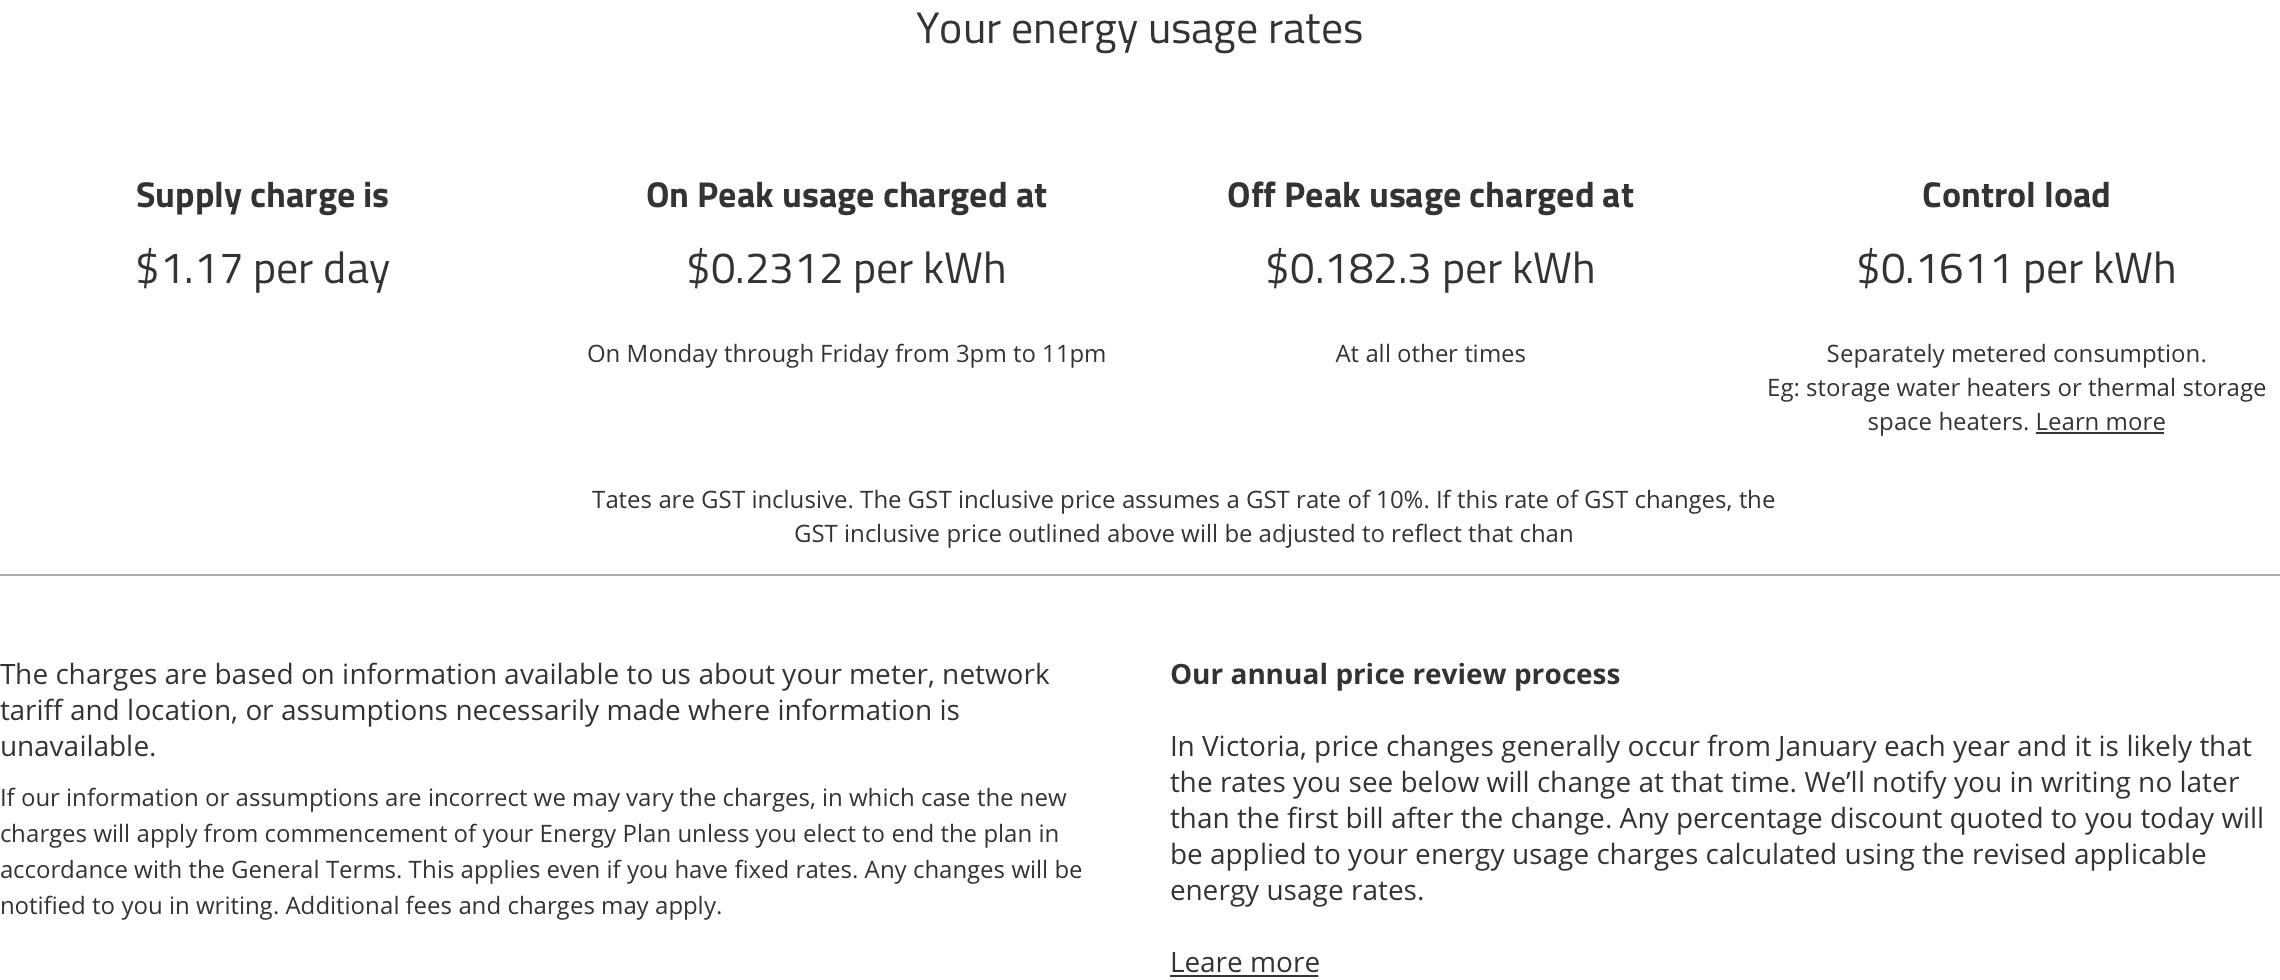 Your energy usage rates
Supply charge is
$1.17 per day
On Peak usage charged at
$0.2312 per kWh
On Monday through Friday from 3pm to 11pm
Off Peak usage charged at
$0.182.3 per kWh
At all other times
Control load
$0.1611 per kWh
Separately metered consumption.
Eg: storage water heaters or thermal storage
space heaters. Learn more
Tates are GST inclusive. The GST inclusive price assumes a GST rate of 10%. If this rate of GST changes, the
GST inclusive price outlined above will be adjusted to reflect that chan
The charges are based on information available to us about your meter, network
tariff and location, or assumptions necessarily made where information is
unavailable.
If our information or assumptions are incorrect we may vary the charges, in which case the new
charges will apply from commencement of your Energy Plan unless you elect to end the plan in
accordance with the General Terms. This applies even if you have fixed rates. Any changes will be
notified to you in writing. Additional fees and charges may apply.
Our annual price review process
In Victoria, price changes generally occur from January each year and it is likely that
the rates you see below will change at that time. We’ll notify you in writing no later
than the first bill after the change. Any percentage discount quoted to you today will
be applied to your energy usage charges calculated using the revised applicable
energy usage rates.
Leare more